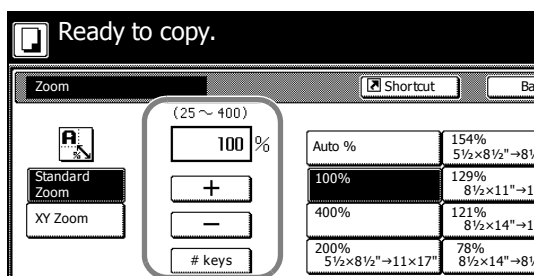 Ready to copy.
Zoom
Shortcut
Ba
(25～400)
100 %
A
%
Standard
Zoom
XY Zoom
+
−
# keys
Auto %
100%
400%
200%
5½×8½"→11×17"
154%
5½×8½"→8½
129%
8½×11"→1
121%
8½×14"→1
78%
8½×14"→8½